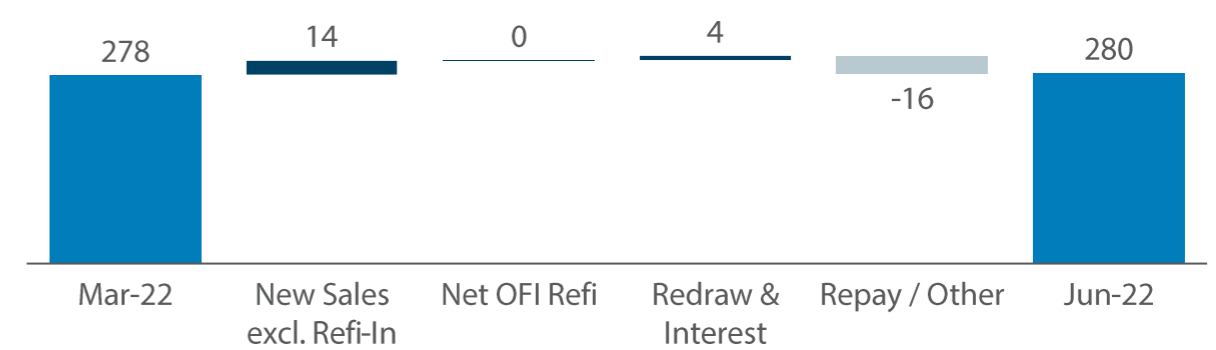 278
14
0
4
-16
280
Mar-22
New Sales
excl. Refi-In
Net OFI Refi
Redraw &
Interest
Repay / Other
Jun-22